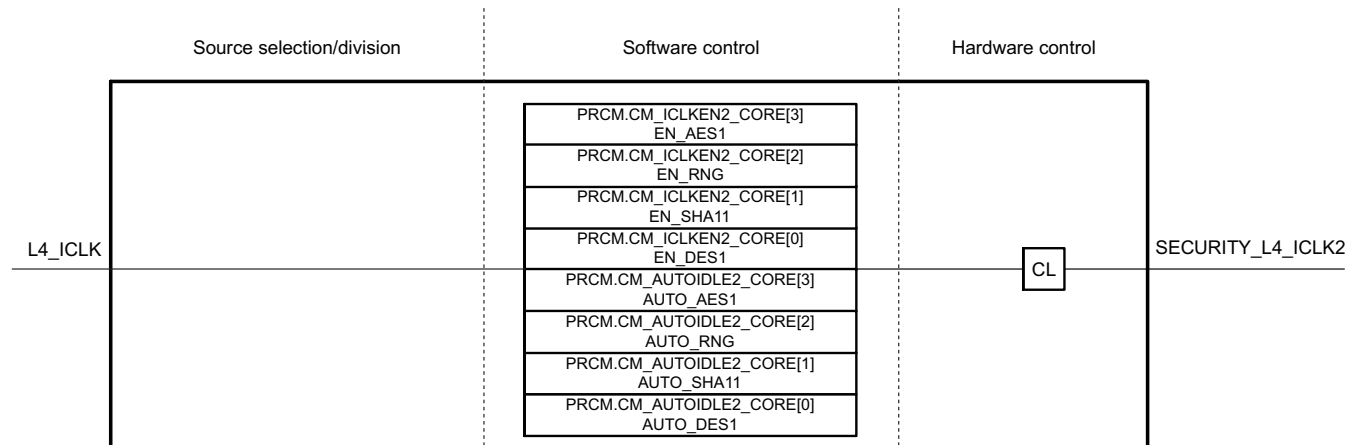 Source selection/division
Software control
Hardware control
PRCM.CM_ICLKEN2_CORE[3]
EN_AES1
PRCM.CM_ICLKEN2_CORE[2]
EN_RNG
PRCM.CM_ICLKEN2_CORE[1]
EN_SHA11
PRCM.CM_ICLKEN2_CORE[0]
EN_DES1
L4_ICLK
CL
SECURITY_L4_ICLK2
PRCM.CM_AUTOIDLE2_CORE[3]
AUTO_AES1
PRCM.CM_AUTOIDLE2_CORE[2]
AUTO_RNG
PRCM.CM_AUTOIDLE2_CORE[1]
AUTO_SHA11
PRCM.CM_AUTOIDLE2_CORE[0]
AUTO_DES1